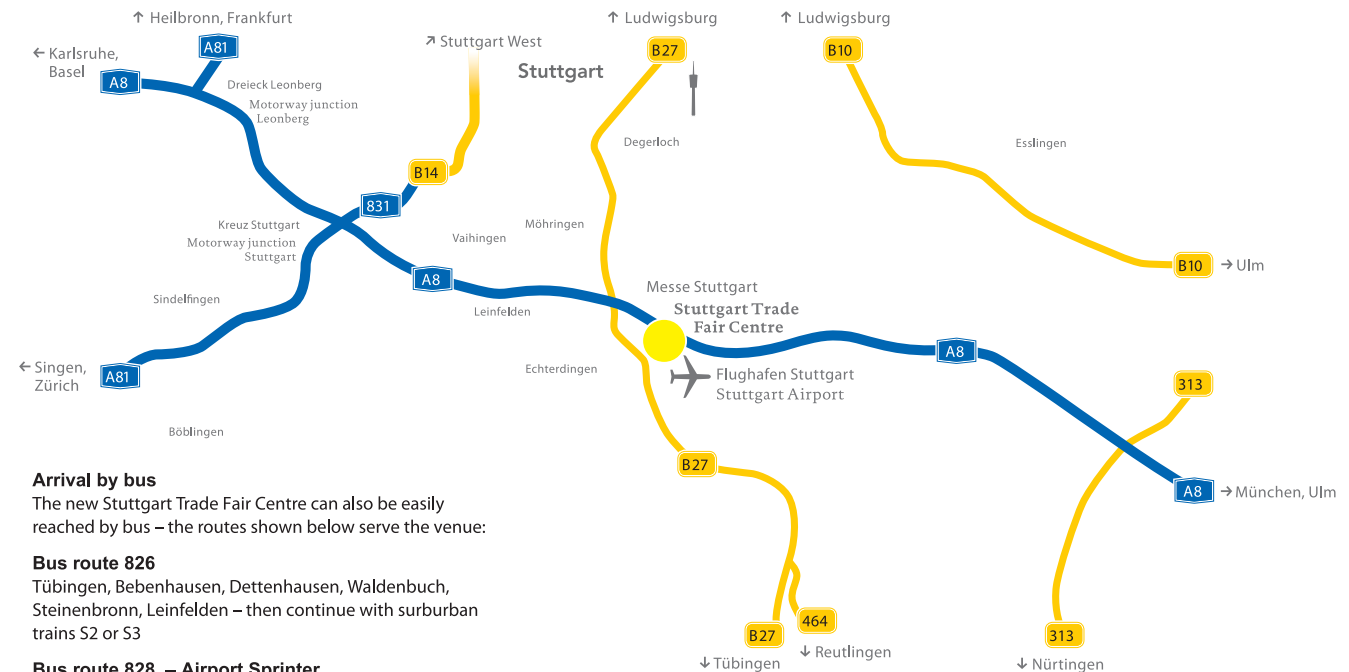 ↑ Heilbronn, Frankfurt
↑ Ludwigsburg
↑ Ludwigsburg
↗ Stuttgart West
A81
B27
B10
← Karlsruhe,
Basel
Stuttgart
A8
Dreieck Leonberg
Motorway junction
Leonberg
Degerloch
Esslingen
B14
831
Kreuz Stuttgart
Motorway junction
Stuttgart
Möhringen
Vaihingen
B10
→ Ulm
A8
Messe Stuttgart
Stuttgart Trade
Fair Centre
Sindelfingen
Leinfelden
A8
← Singen,
Zürich
A81
Echterdingen
Flughafen Stuttgart
Stuttgart Airport
313
Böblingen
B27
A8
→ München, Ulm
Arrival by bus
The new Stuttgart Trade Fair Centre can also be easily
reached by bus – the routes shown below serve the venue:
Bus route 826
Tübingen, Bebenhausen, Dettenhausen, Waldenbuch,
Steinenbronn, Leinfelden – then continue with surburban
trains S2 or S3
Bus route 828 – Airport Sprinter
464
B27
313
↓ Reutlingen
↓ Tübingen
↓ Nürtingen